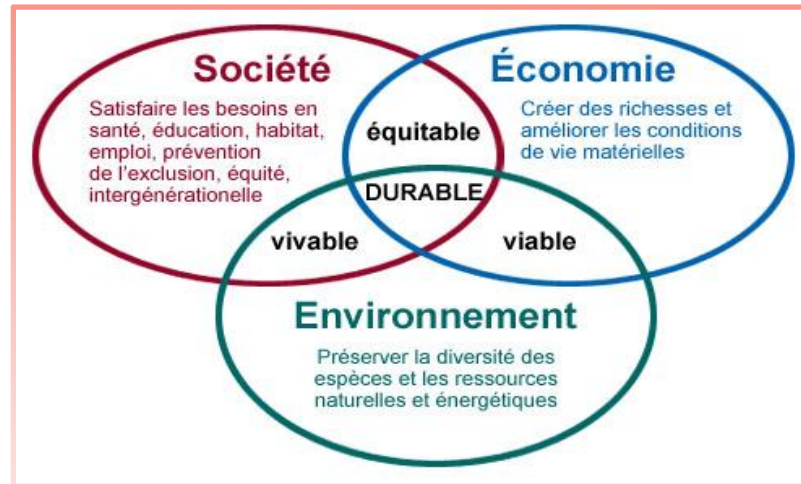 Société
Satisfaire les besoins en
santé, éducation, habitat,
emploi, prévention
de l'exclusion, équité,
intergénérationelle
Économie
Créer des richesses et
améliorer les conditions
de vie matérielles
équitable
DURABLE
vivable
viable
Environnement
Préserver la diversité des
espèces et les ressources
naturelles et énergétiques